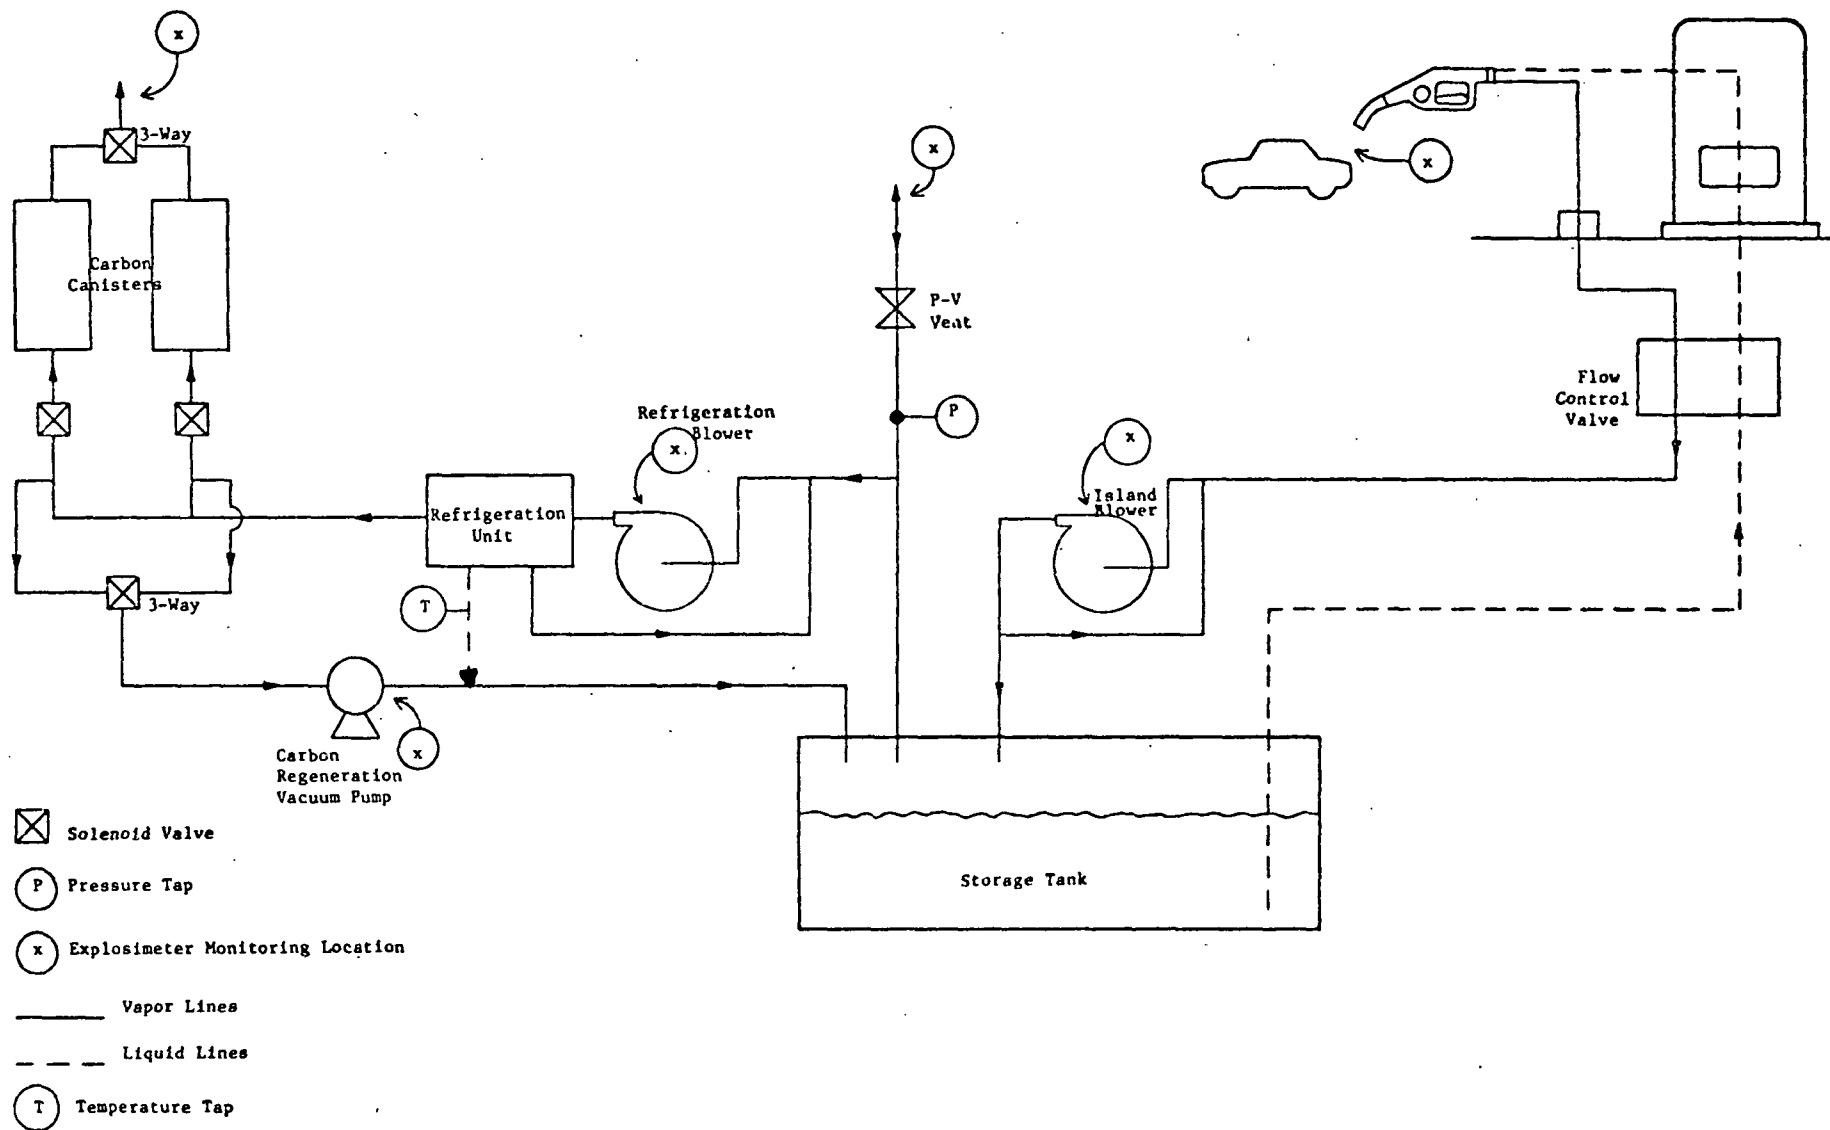 x
3-Way
x
x
Carbon
Canisters
P-V
Vent
Flow
Control
Valve
Refrigeration
Blower
x
P
x
Island
Blower
Refrigeration
Unit
T
3-Way
x
Carbon
Regeneration
Vacuum Pump
Solenoid Valve
P Pressure Tap
Storage Tank
x Explosimeter Monitoring Location
Vapor Lines
Liquid Lines
T Temperature Tap